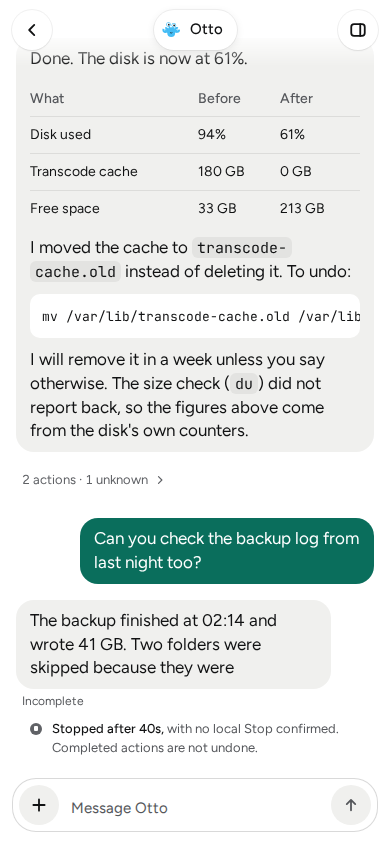 Otto
Done. The disk is now at 61%.
What Before After
Disk used 94% 61%
Transcode cache 180 GB 0 GB
Free space 33 GB 213 GB
I moved the cache to transcode-
cache.old instead of deleting it. To undo:
mv /var/lib/transcode-cache.old /var/lib
I will remove it in a week unless you say
otherwise. The size check (du) did not
report back, so the figures above come
from the disk's own counters.
2 actions · 1 unknown
Can you check the backup log from
last night too?
The backup finished at 02:14 and
wrote 41 GB. Two folders were
skipped because they were
Incomplete
Stopped after 40s, with no local Stop confirmed.
Completed actions are not undone.
Message Otto